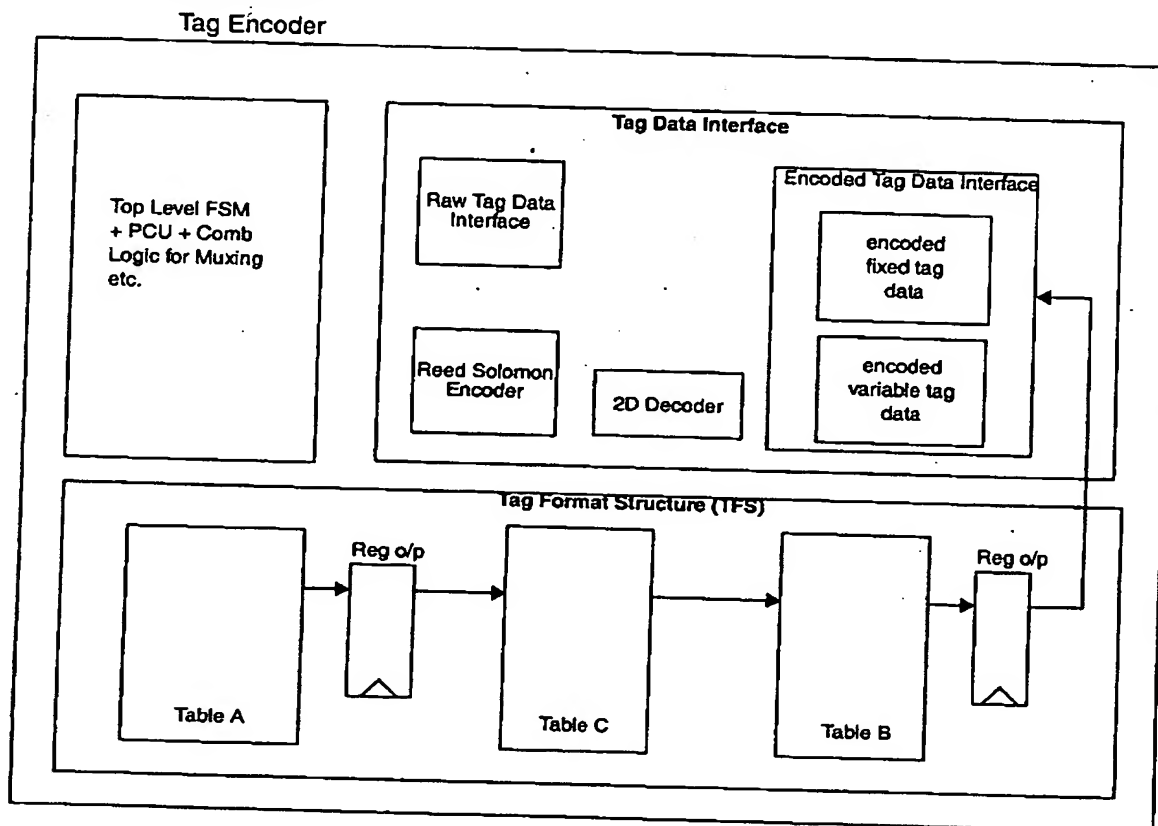 Tag Encoder
Top Level FSM
+ PCU + Comb
Logic for Muxing
etc.
Tag Data Interface
Raw Tag Data
Interface
Reed Solomon
Encoder
2D Decoder
Encoded Tag Data Interface
encoded
fixed tag
data
encoded
variable tag
data
Tag Format Structure (TFS)
Table A
Reg o/p
Table C
Table B
Reg o/p